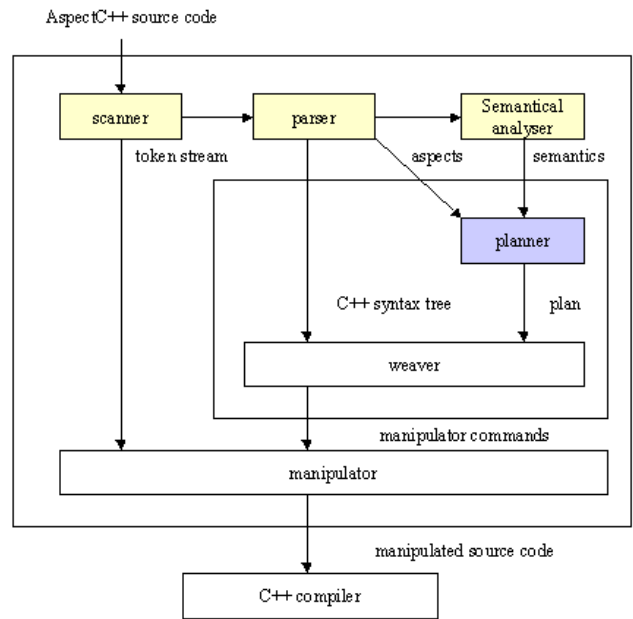 AspectC++ source code
scanner
parser
Semantical
analyser
token stream
aspects
semantics
planner
C++ syntax tree
plan
weaver
manipulator commands
manipulator
manipulated source code
C++ compiler